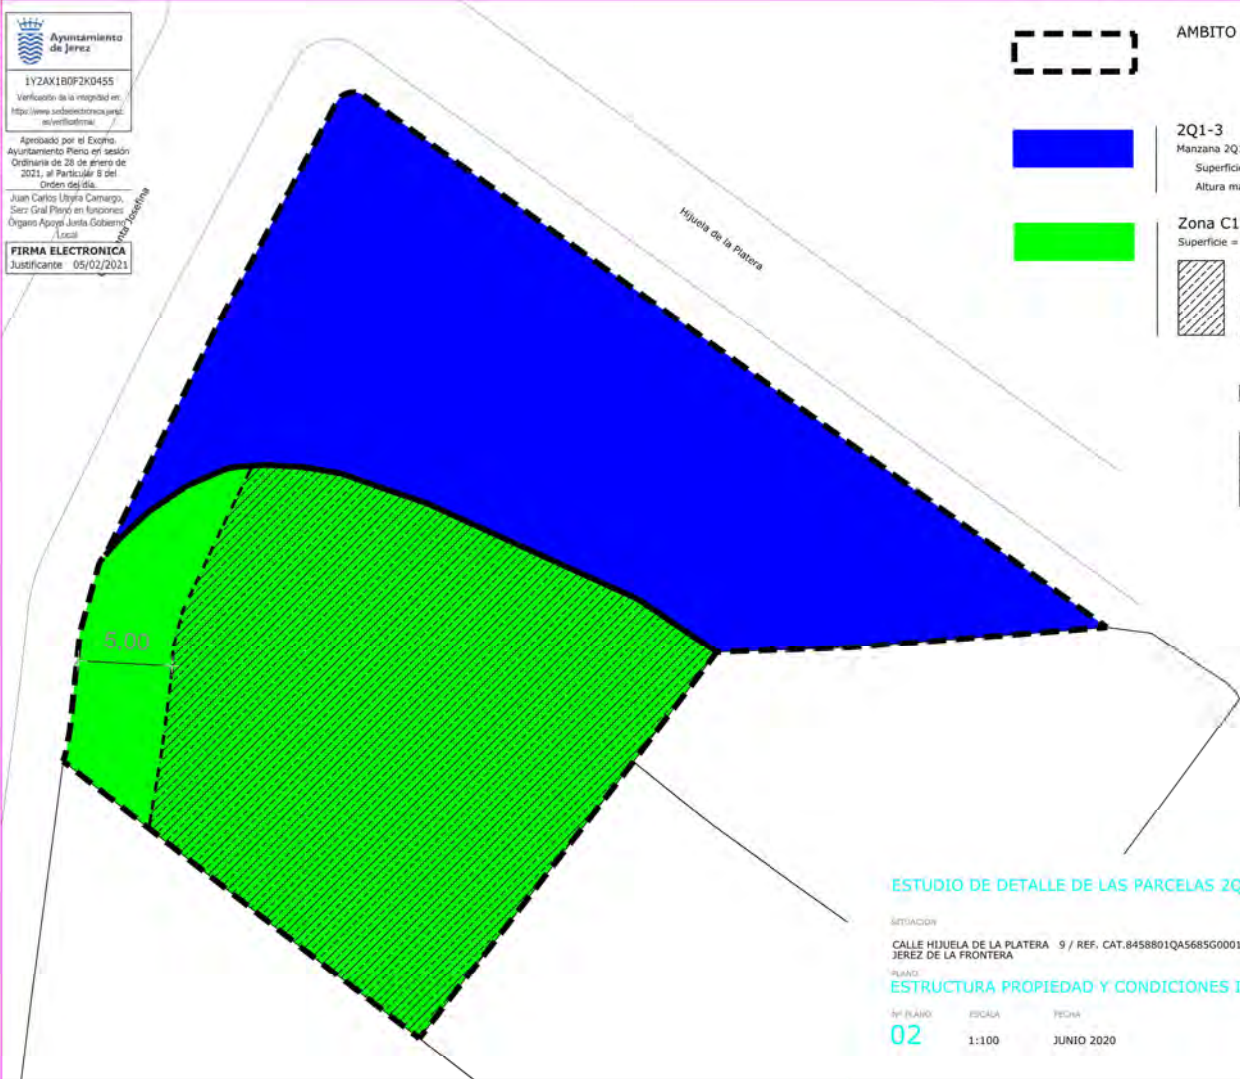 Ayuntamiento
de Jerez
1Y2AX1B0F2K0455
Verificación de la integridad en:
Aprobado por el Excmo.
Ayuntamiento Pleno en sesión
Ordinaria de 28 de enero de
2021, al Particular 8 del
Orden del día.
Juan Carlos Utrera Camargo,
Secr Gral Pleno en funciones
Órgano Apoyo Junta Gobierno
Local
FIRMA ELECTRONICA
Justificante 05/02/2021
Josefina
Hijuela de la Platera
5.00
AMBITO
2Q1-3
Manzana 2Q
Superficie
Altura má
Zona C1
Superficie =
ESTUDIO DE DETALLE DE LAS PARCELAS 2Q
SITUACION
CALLE HIJUELA DE LA PLATERA 9 / REF. CAT.8458801QA5685G0001
JEREZ DE LA FRONTERA
PLANO
ESTRUCTURA PROPIEDAD Y CONDICIONES
Nº PLANO ESCALA FECHA
02 1:100 JUNIO 2020